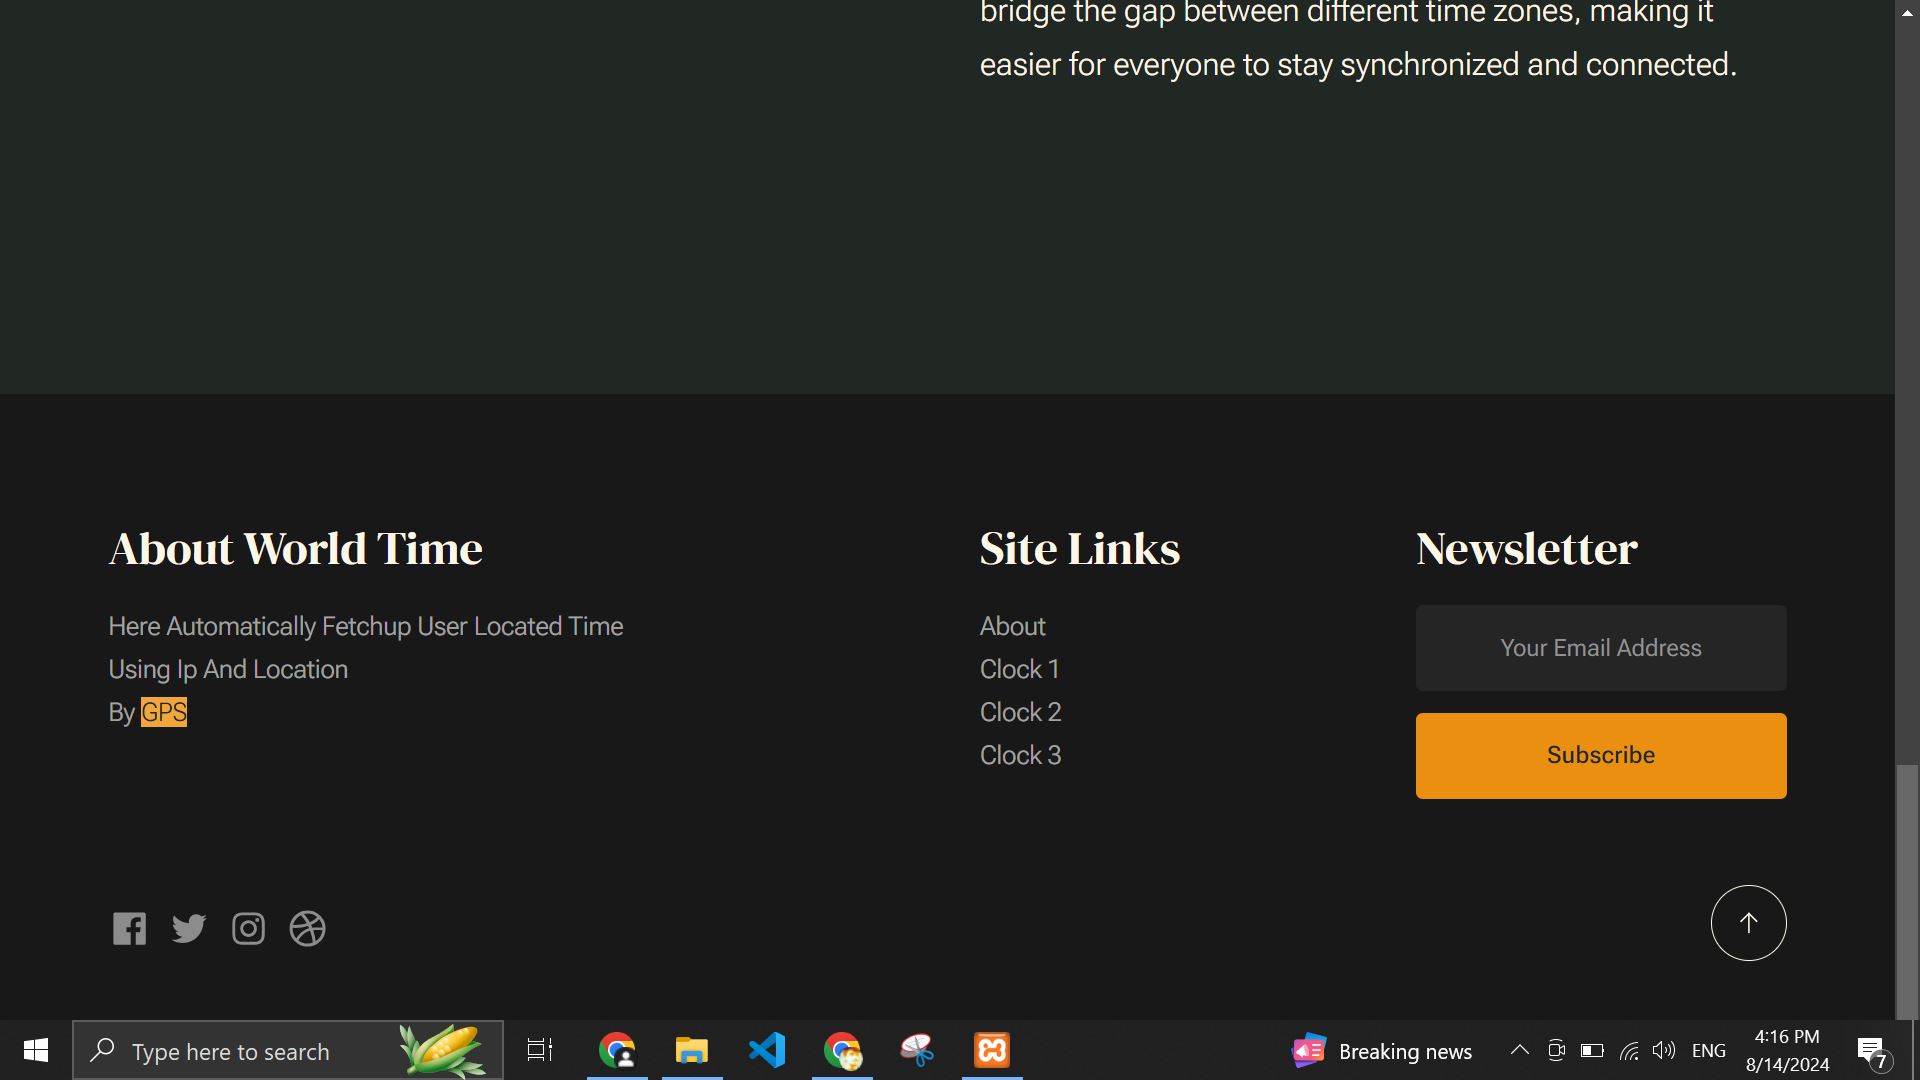 bridge the gap between different time zones, making it
easier for everyone to stay synchronized and connected.
About World Time
Here Automatically Fetchup User Located Time
Using Ip And Location
By GPS
Site Links
About
Clock 1
Clock 2
Clock 3
Newsletter
Your Email Address
Subscribe
Type here to search
Breaking news
ENG
4:16 PM
8/14/2024
7